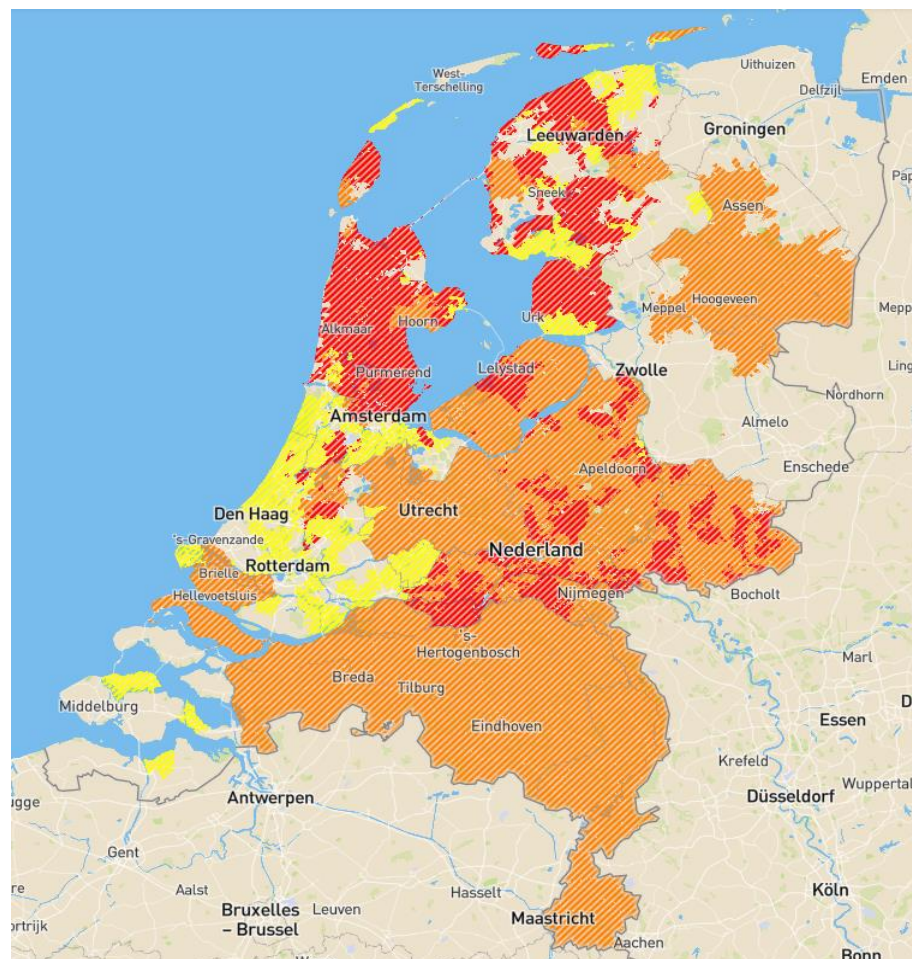 Uithuizen
Emden
Delfzijl
West-
Terschelling
Leeuwarden
Groningen
Sneek
Assen
Hoogeveen
Meppel
Urk
Alkmaar
Hoorn
Lelystad
Zwolle
Purmerend
Nordhorn
Amsterdam
Almelo
Apeldoorn
Enschede
Den Haag
Utrecht
's-Gravenzande
Nederland
Rotterdam
Brielle
Hellevoetsluis
Nijmegen
Bocholt
's-
Hertogenbosch
Marl
Breda
Tilburg
Middelburg
Eindhoven
Essen
Krefeld
Wuppertal
Düsseldorf
Antwerpen
Gent
Aalst
Hasselt
Köln
Bruxelles
– Brussel
Leuven
Maastricht
Aachen
Bonn